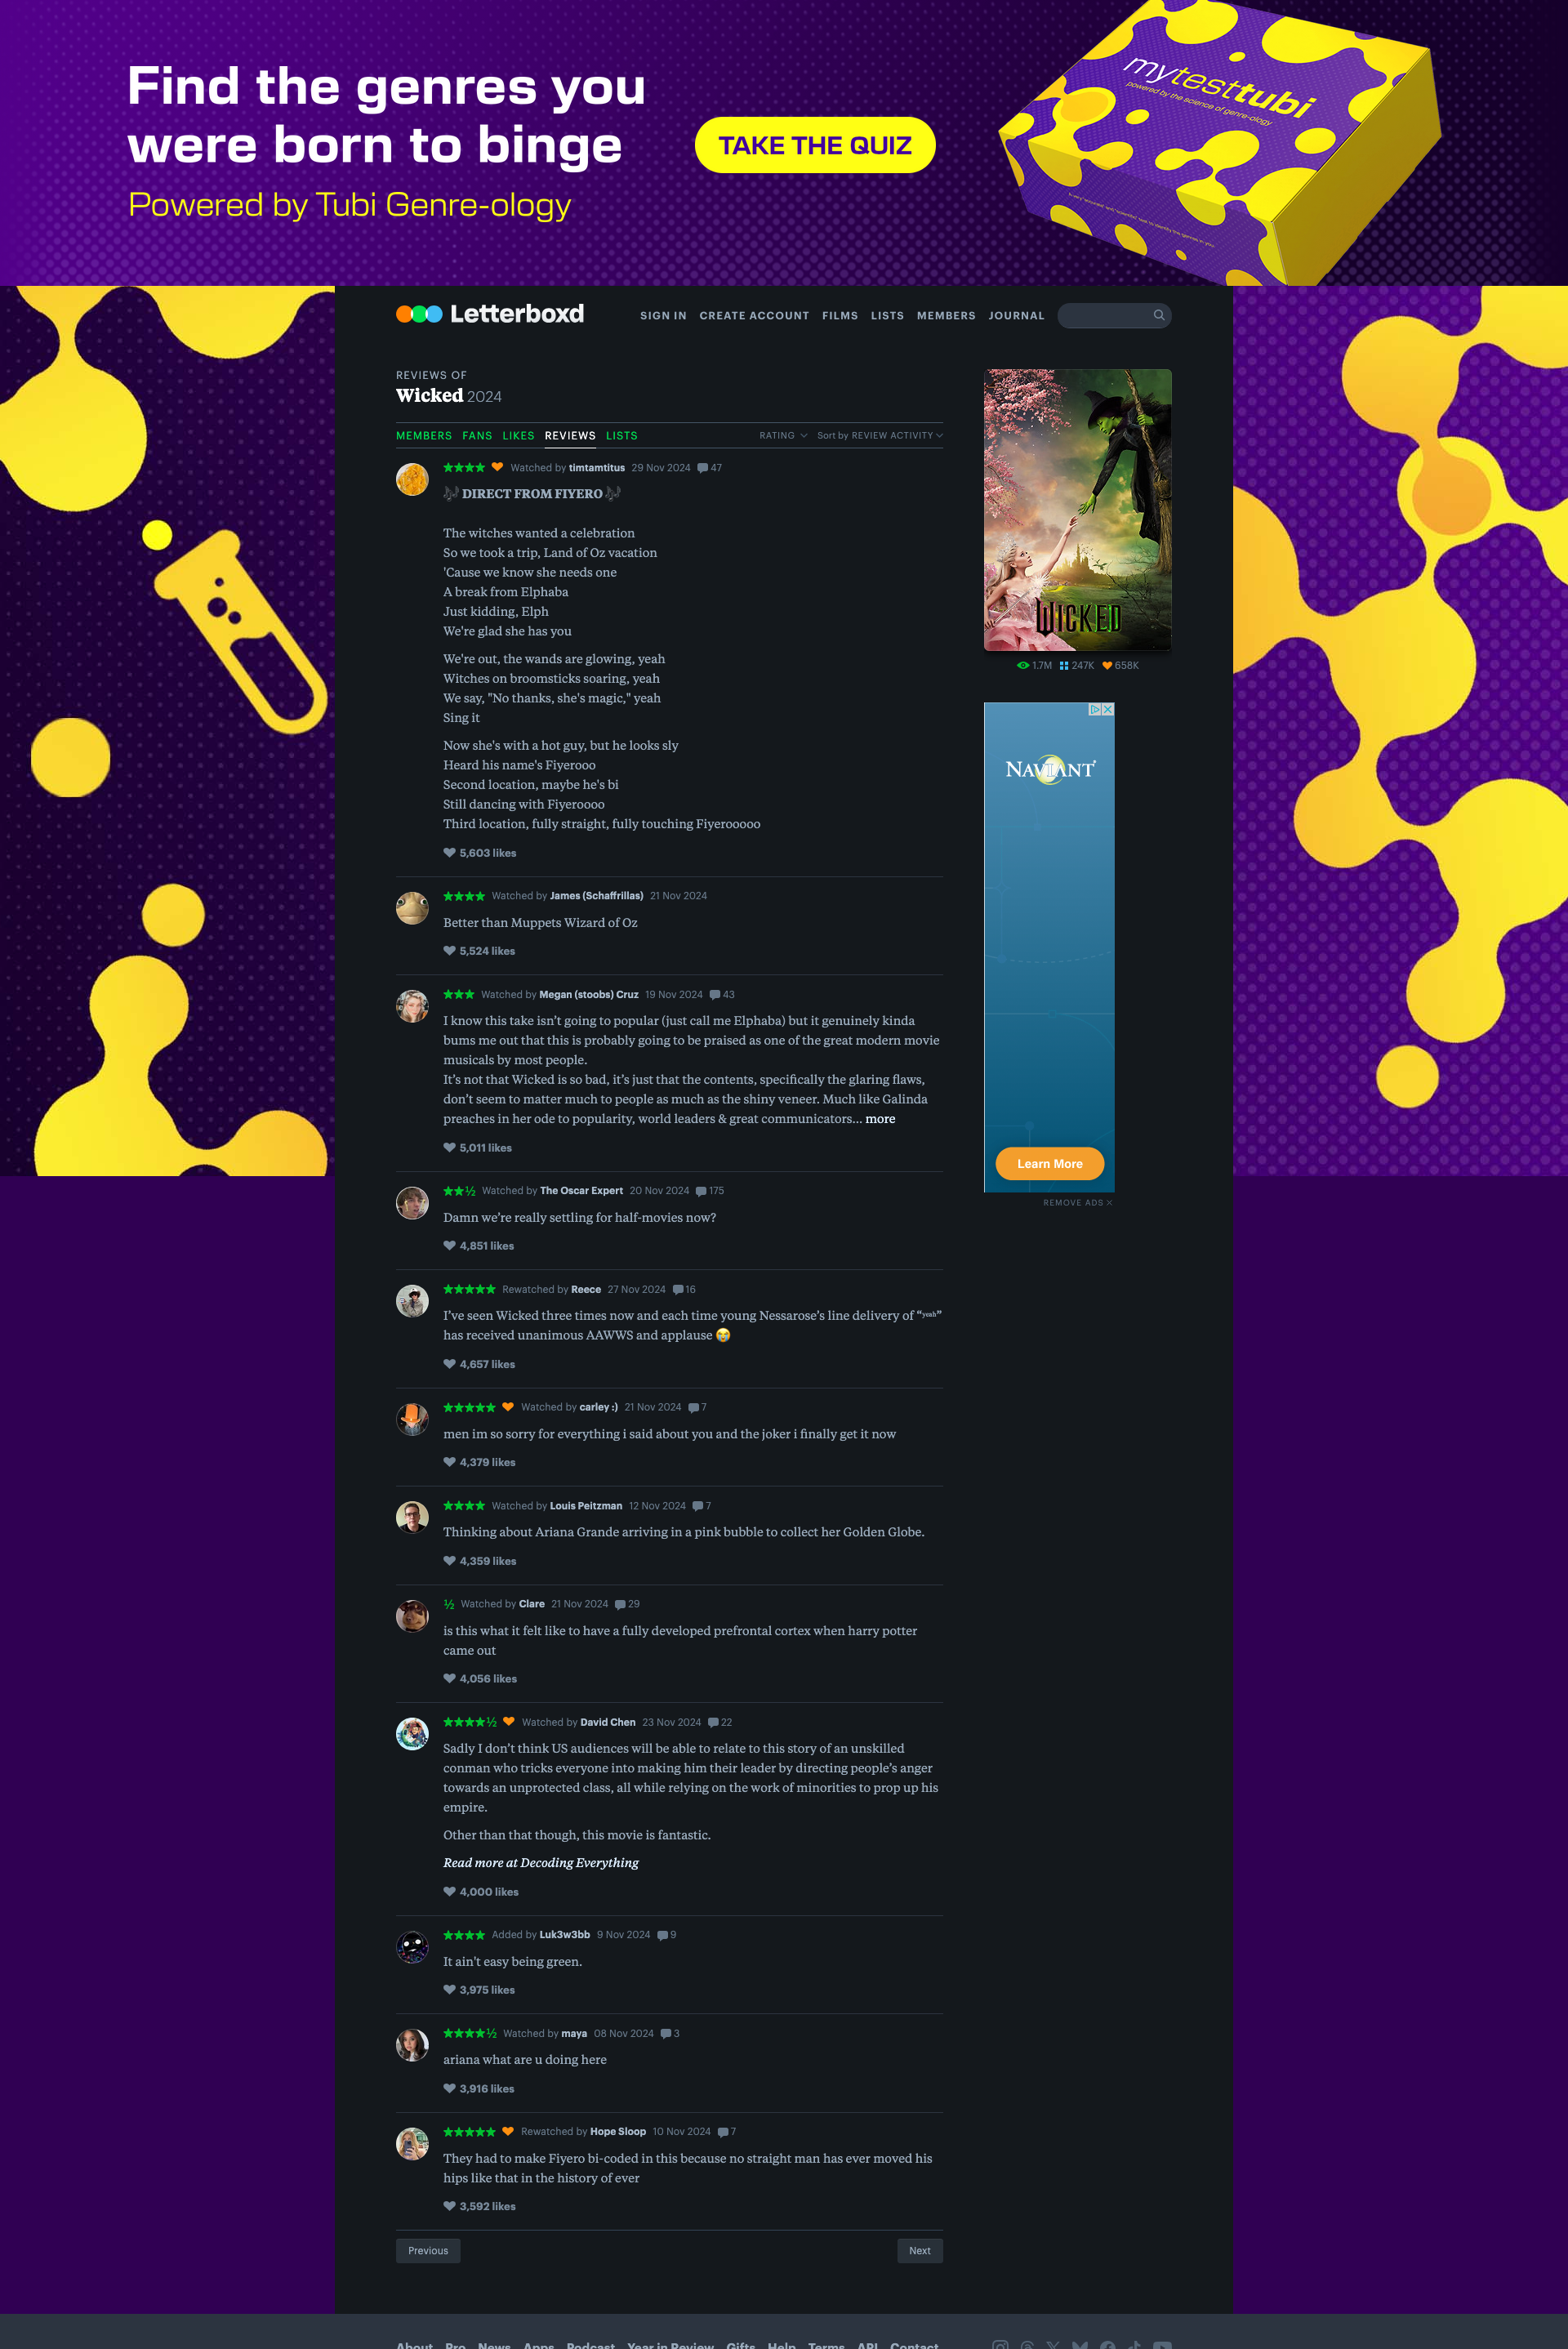 Find the genres you
were born to binge
Powered by Tubi Genre-ology
TAKE THE QUIZ
mytesttubi
powered by the science of genre-ology
Letterboxd
SIGN IN CREATE ACCOUNT FILMS LISTS MEMBERS JOURNAL
REVIEWS OF
Wicked 2024
MEMBERS FANS LIKES REVIEWS LISTS RATING Sort by REVIEW ACTIVITY
★★★★ Watched by timtamtitus 29 Nov 2024 47
🎶 DIRECT FROM FIYERO 🎶
The witches wanted a celebration
So we took a trip, Land of Oz vacation
'Cause we know she needs one
A break from Elphaba
Just kidding, Elph
We're glad she has you
We're out, the wands are glowing, yeah
Witches on broomsticks soaring, yeah
We say, "No thanks, she's magic," yeah
Sing it
Now she's with a hot guy, but he looks sly
Heard his name's Fiyerooo
Second location, maybe he's bi
Still dancing with Fiyeroooo
Third location, fully straight, fully touching Fiyerooooo
5,603 likes
★★★★ Watched by James (Schaffrillas) 21 Nov 2024
Better than Muppets Wizard of Oz
5,524 likes
★★★ Watched by Megan (stoobs) Cruz 19 Nov 2024 43
I know this take isn’t going to popular (just call me Elphaba) but it genuinely kinda
bums me out that this is probably going to be praised as one of the great modern movie
musicals by most people.
It’s not that Wicked is so bad, it’s just that the contents, specifically the glaring flaws,
don’t seem to matter much to people as much as the shiny veneer. Much like Galinda
preaches in her ode to popularity, world leaders & great communicators… more
5,011 likes
★★½ Watched by The Oscar Expert 20 Nov 2024 175
Damn we’re really settling for half-movies now?
4,851 likes
★★★★★ Rewatched by Reece 27 Nov 2024 16
I’ve seen Wicked three times now and each time young Nessarose’s line delivery of “yeah”
has received unanimous AAWWS and applause 😭
4,657 likes
★★★★★ Watched by carley :) 21 Nov 2024 7
men im so sorry for everything i said about you and the joker i finally get it now
4,379 likes
★★★★ Watched by Louis Peitzman 12 Nov 2024 7
Thinking about Ariana Grande arriving in a pink bubble to collect her Golden Globe.
4,359 likes
½ Watched by Clare 21 Nov 2024 29
is this what it felt like to have a fully developed prefrontal cortex when harry potter
came out
4,056 likes
★★★★½ Watched by David Chen 23 Nov 2024 22
Sadly I don’t think US audiences will be able to relate to this story of an unskilled
conman who tricks everyone into making him their leader by directing people’s anger
towards an unprotected class, all while relying on the work of minorities to prop up his
empire.
Other than that though, this movie is fantastic.
Read more at Decoding Everything
4,000 likes
★★★★ Added by Luk3w3bb 9 Nov 2024 9
It ain’t easy being green.
3,975 likes
★★★★½ Watched by maya 08 Nov 2024 3
ariana what are u doing here
3,916 likes
★★★★★ Rewatched by Hope Sloop 10 Nov 2024 7
They had to make Fiyero bi-coded in this because no straight man has ever moved his
hips like that in the history of ever
3,592 likes
Previous Next
WICKED
1.7M 247K 658K
NAVIANT
Learn More
REMOVE ADS
About Pro News Apps Podcast Year in Review Gifts Help Terms API Contact